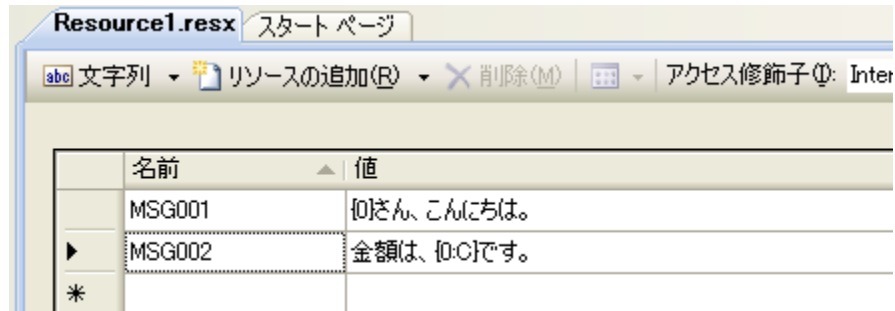 Resource1.resx スタート ページ
abc 文字列 リソースの追加(R) 削除(M) アクセス修飾子(I): Inter
名前 値
MSG001 {0}さん、こんにちは。
MSG002 金額は、{0:C}です。